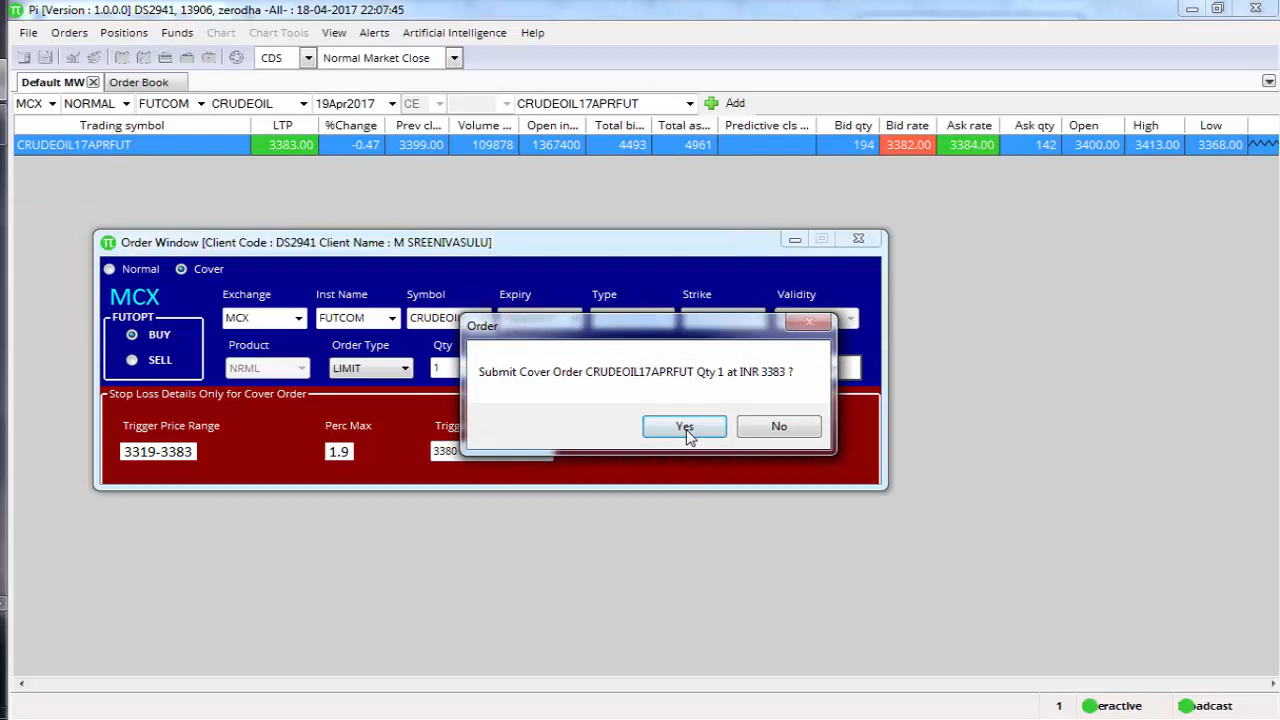 Pi [Version : 1.0.0.0] DS2941, 13906, zerodha -All- : 18-04-2017 22:07:45
File Orders Positions Funds Chart Chart Tools View Alerts Artificial Intelligence Help
CDS Normal Market Close
Default MW Order Book
MCX NORMAL FUTCOM CRUDEOIL 19Apr2017 CE CRUDEOIL17APRFUT Add
Trading symbol LTP %Change Prev cl... Volume ... Open in... Total bi... Total as... Predictive cls ... Bid qty Bid rate Ask rate Ask qty Open High Low
CRUDEOIL17APRFUT 3383.00 -0.47 3399.00 109878 1367400 4493 4961 194 3382.00 3384.00 142 3400.00 3413.00 3368.00
Order Window [Client Code : DS2941 Client Name : M SREENIVASULU]
Normal Cover
MCX Exchange Inst Name Symbol Expiry Type Strike Validity
FUTOPT MCX FUTCOM CRUDEOIL
BUY
SELL
Product Order Type Qty
NRML LIMIT 1
Order
Submit Cover Order CRUDEOIL17APRFUT Qty 1 at INR 3383 ?
Yes No
Stop Loss Details Only for Cover Order
Trigger Price Range Perc Max
3319-3383 1.9 3380
1